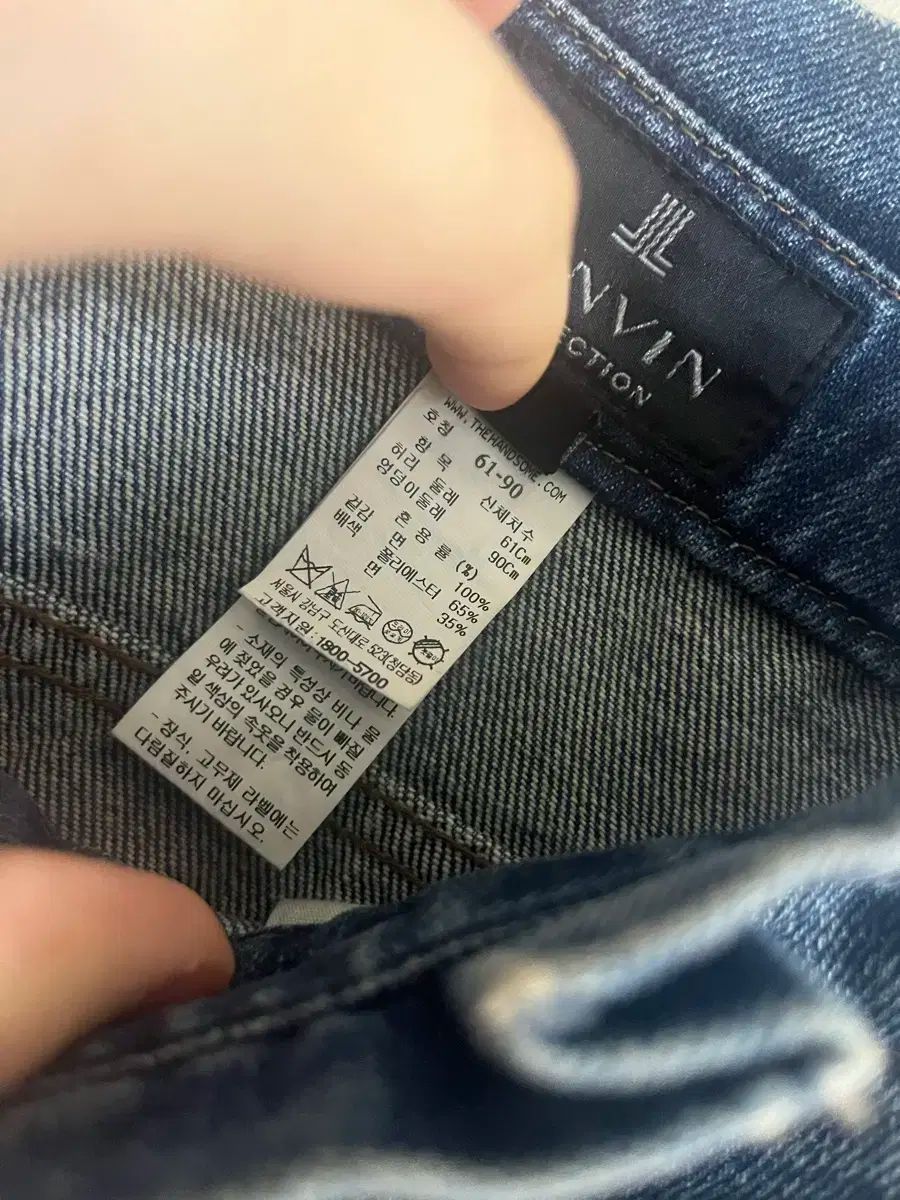 NVIN
ECTION
WWW.THEHANDSOME.COM
호칭 61-90
항 목 신체치수
허리 둘레 61Cm
엉덩이둘레 90Cm
혼 용 률 (%)
겉감 면 100%
배색 폴리에스터 65%
면 35%
서울시 강남구 도산대로 523(청담동)
고객지원 : 1800-5700
바랍니다.
- 소재의 특성상 비나 물
에 젖었을 경우 물이 빠질
우려가 있사오니 반드시 동
일 색상의 속옷을 착용하여
주시기 바랍니다.
- 장식, 고무제 라벨에는
다림질하지 마십시오.